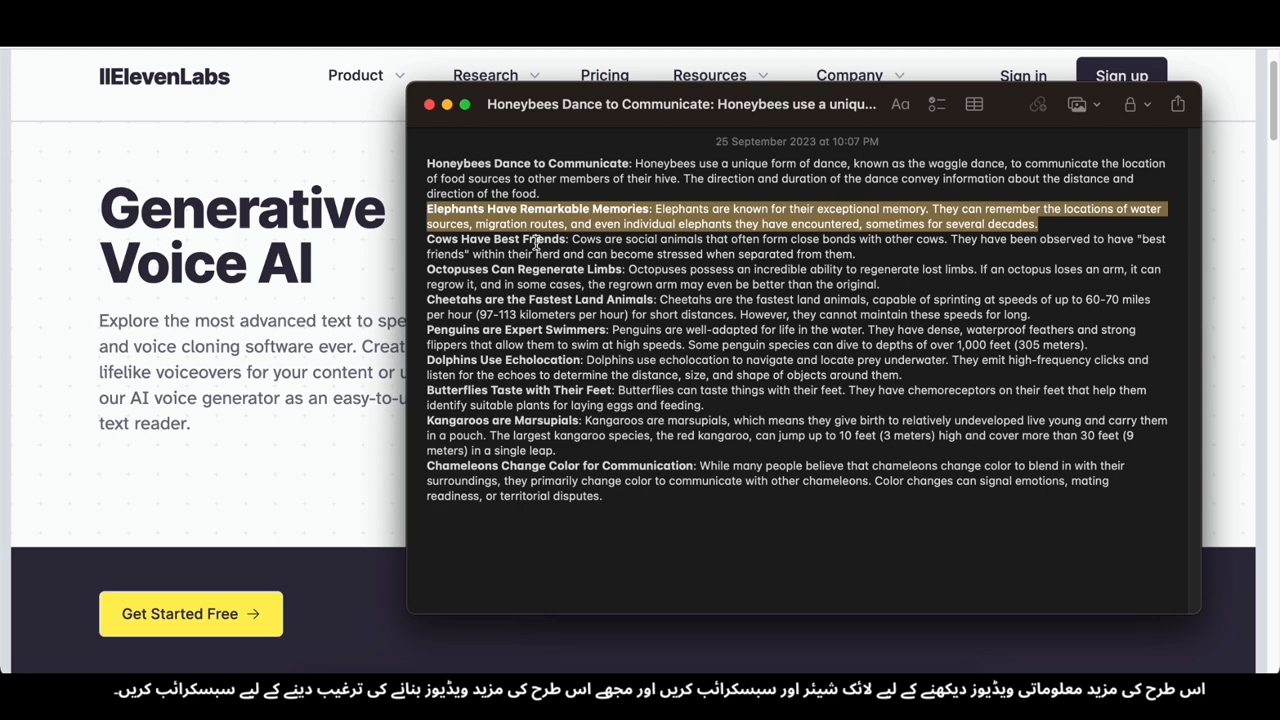 IIElevenLabs
Product Research Pricing Resources Company Sign in Sign up
Generative
Voice AI
Explore the most advanced text to spe
and voice cloning software ever. Creat
lifelike voiceovers for your content or u
our AI voice generator as an easy-to-u
text reader.
Get Started Free →
Honeybees Dance to Communicate: Honeybees use a uniqu...
Aa
25 September 2023 at 10:07 PM
Honeybees Dance to Communicate: Honeybees use a unique form of dance, known as the waggle dance, to communicate the location
of food sources to other members of their hive. The direction and duration of the dance convey information about the distance and
direction of the food.
Elephants Have Remarkable Memories: Elephants are known for their exceptional memory. They can remember the locations of water
sources, migration routes, and even individual elephants they have encountered, sometimes for several decades.
Cows Have Best Friends: Cows are social animals that often form close bonds with other cows. They have been observed to have "best
friends" within their herd and can become stressed when separated from them.
Octopuses Can Regenerate Limbs: Octopuses possess an incredible ability to regenerate lost limbs. If an octopus loses an arm, it can
regrow it, and in some cases, the regrown arm may even be better than the original.
Cheetahs are the Fastest Land Animals: Cheetahs are the fastest land animals, capable of sprinting at speeds of up to 60-70 miles
per hour (97-113 kilometers per hour) for short distances. However, they cannot maintain these speeds for long.
Penguins are Expert Swimmers: Penguins are well-adapted for life in the water. They have dense, waterproof feathers and strong
flippers that allow them to swim at high speeds. Some penguin species can dive to depths of over 1,000 feet (305 meters).
Dolphins Use Echolocation: Dolphins use echolocation to navigate and locate prey underwater. They emit high-frequency clicks and
listen for the echoes to determine the distance, size, and shape of objects around them.
Butterflies Taste with Their Feet: Butterflies can taste things with their feet. They have chemoreceptors on their feet that help them
identify suitable plants for laying eggs and feeding.
Kangaroos are Marsupials: Kangaroos are marsupials, which means they give birth to relatively undeveloped live young and carry them
in a pouch. The largest kangaroo species, the red kangaroo, can jump up to 10 feet (3 meters) high and cover more than 30 feet (9
meters) in a single leap.
Chameleons Change Color for Communication: While many people believe that chameleons change color to blend in with their
surroundings, they primarily change color to communicate with other chameleons. Color changes can signal emotions, mating
readiness, or territorial disputes.
اس طرح کی مزید معلوماتی ویڈیوز دیکھنے کے لیے لائک شیئر اور سبسکرائب کریں اور مجھے اس طرح کی مزید ویڈیوز بنانے کی ترغیب دینے کے لیے سبسکرائب کریں۔